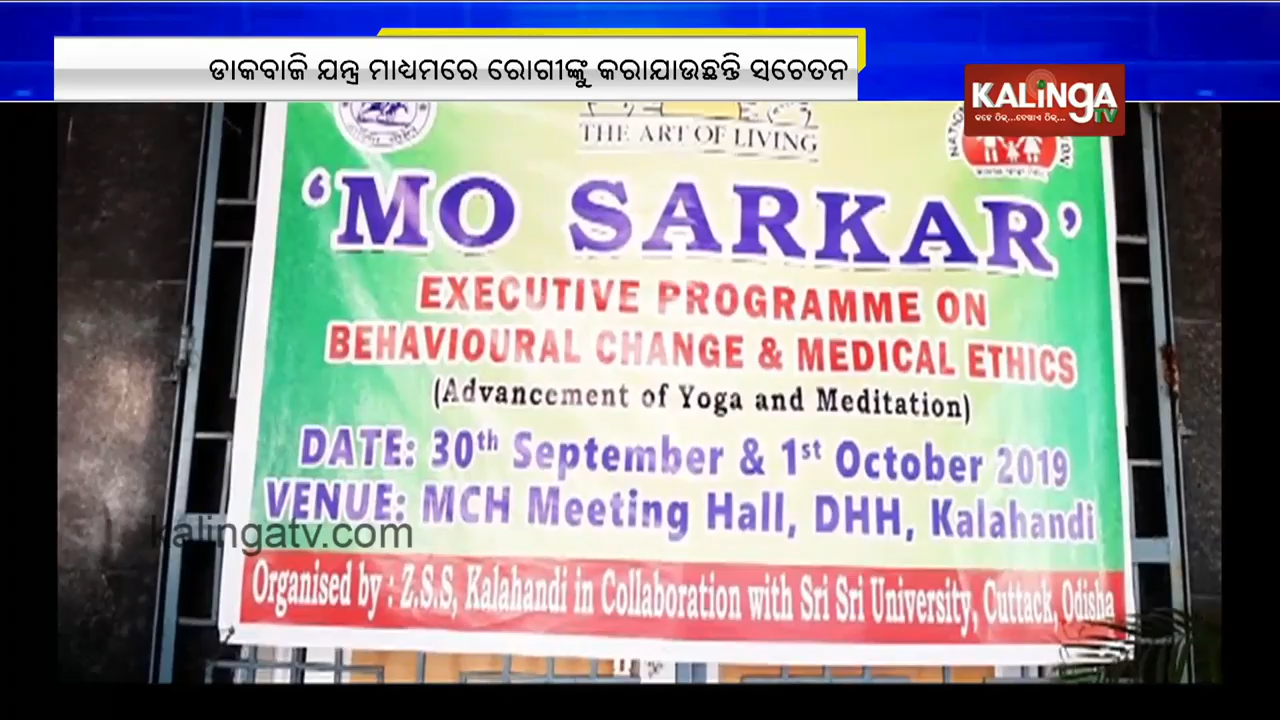 ଡାକବାଜି ଯନ୍ତ୍ର ମାଧ୍ୟମରେ ରୋଗୀଙ୍କୁ କରାଯାଉଛନ୍ତି ସଚେତନ
KALINGA TV
କହେ ଠିକ୍...ଦେଖାଏ ଠିକ୍...
THE ART OF LIVING
'MO SARKAR'
EXECUTIVE PROGRAMME ON
BEHAVIOURAL CHANGE & MEDICAL ETHICS
(Advancement of Yoga and Meditation)
DATE: 30th September & 1st October 2019
VENUE: MCH Meeting Hall, DHH, Kalahandi
kalingatv.com
Organised by : Z.S.S, Kalahandi in Collaboration with Sri Sri University, Cuttack, Odisha